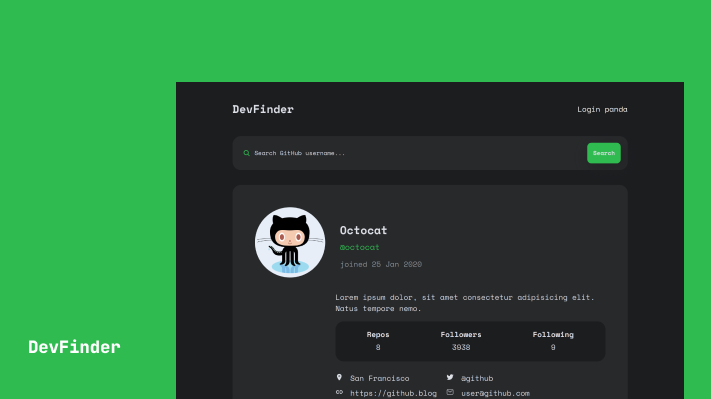 DevFinder
Login panda
Search GitHub username...
Search
Octocat
@octocat
joined 25 Jan 2020
Lorem ipsum dolor, sit amet consectetur adipisicing elit.
Natus tempore nemo.
Repos Followers Following
8 3938 9
San Francisco @github
https://github.blog user@github.com
DevFinder